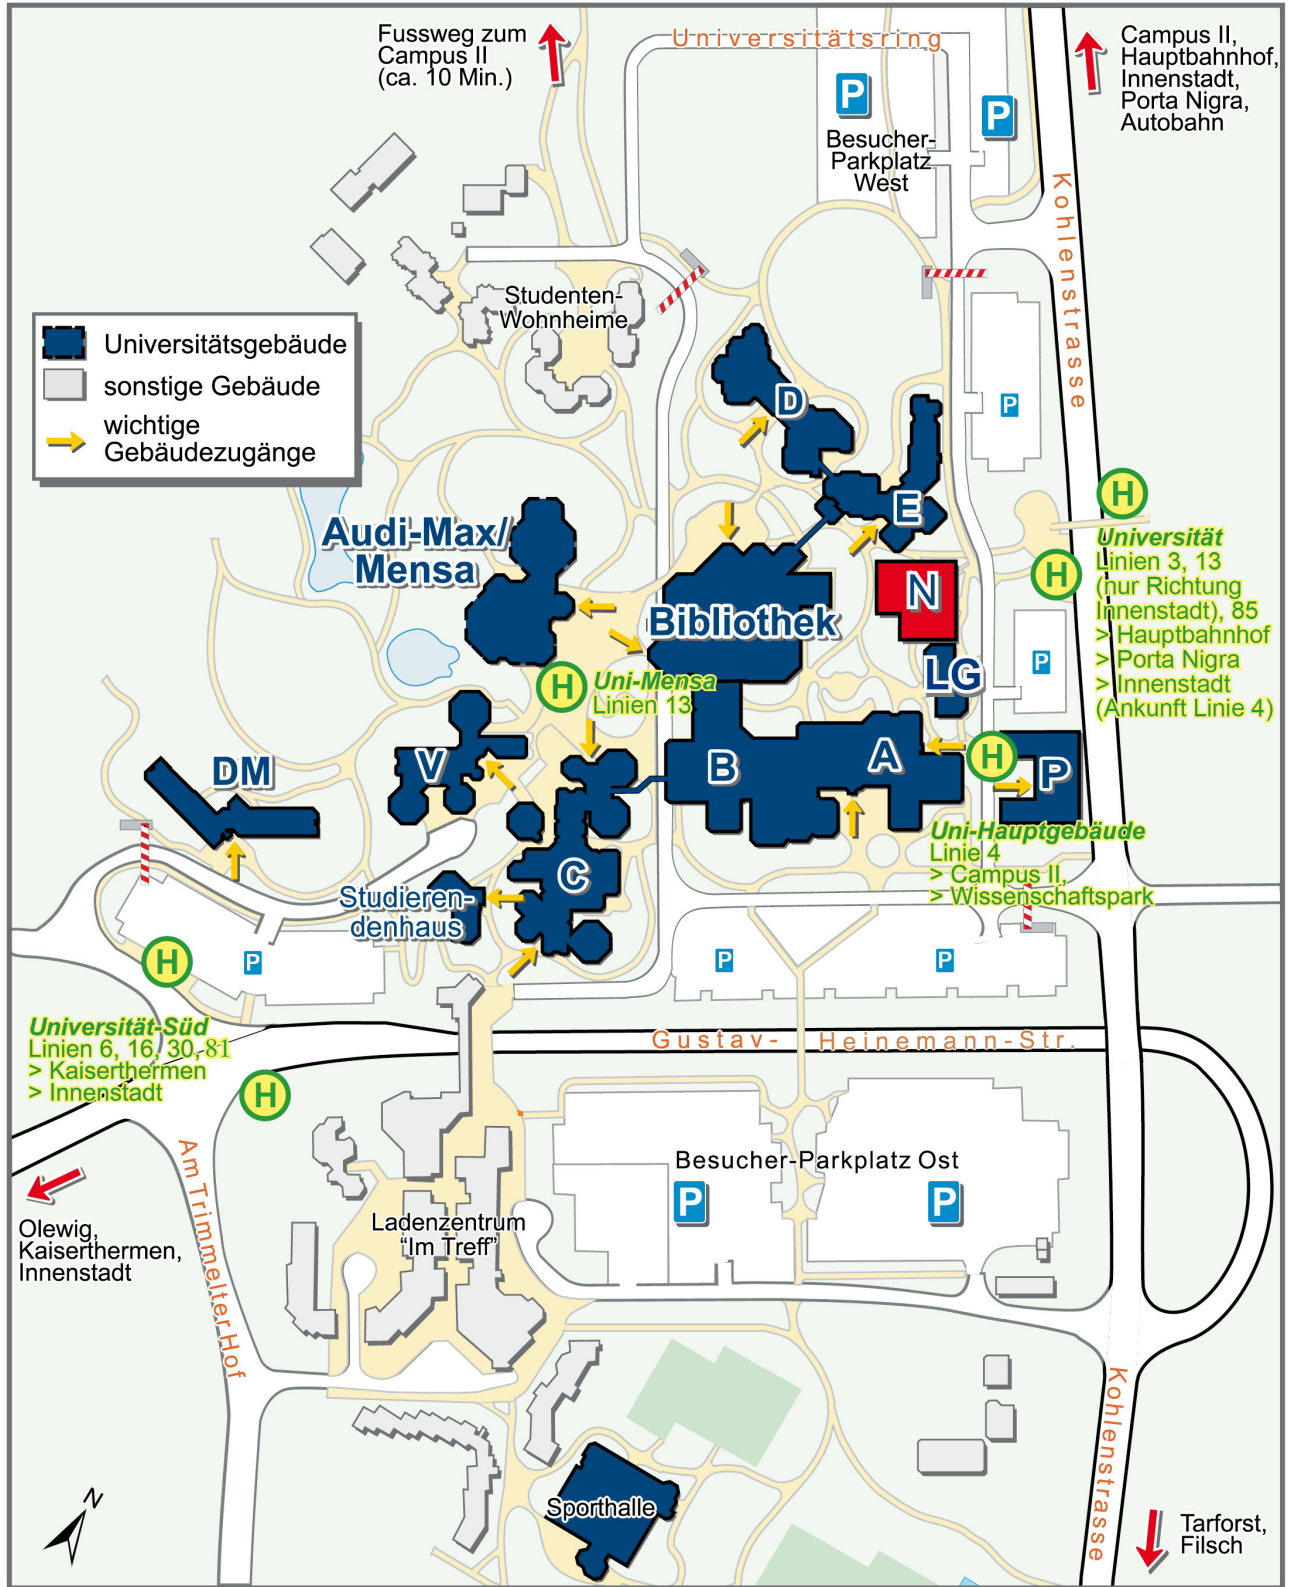 Fussweg zum
Campus II
(ca. 10 Min.)
Universitätsring
Campus II,
Hauptbahnhof,
Innenstadt,
Porta Nigra,
Autobahn
P
P
Besucher-
Parkplatz
West
Kohlenstrasse
Studenten-
Wohnheime
Universitätsgebäude
sonstige Gebäude
wichtige
Gebäudezugänge
D
P
E
H
Audi-Max/
Mensa
Universität
Linien 3, 13
(nur Richtung
Innenstadt), 85
> Hauptbahnhof
> Porta Nigra
> Innenstadt
(Ankunft Linie 4)
H
N
Bibliothek
P
LG
H
Uni-Mensa
Linien 13
DM
V
B
A
H
P
Uni-Hauptgebäude
Linie 4
> Campus II,
> Wissenschaftspark
C
Studieren-
denhaus
H
P
P
P
Universität-Süd
Linien 6, 16, 30, 81
> Kaiserthermen
> Innenstadt
H
Gustav- Heinemann-Str.
Am Trimmelter Hof
Besucher-Parkplatz Ost
P
P
Olewig,
Kaiserthermen,
Innenstadt
Ladenzentrum
"Im Treff"
Kohlenstrasse
N
Sporthalle
Tarforst,
Filsch